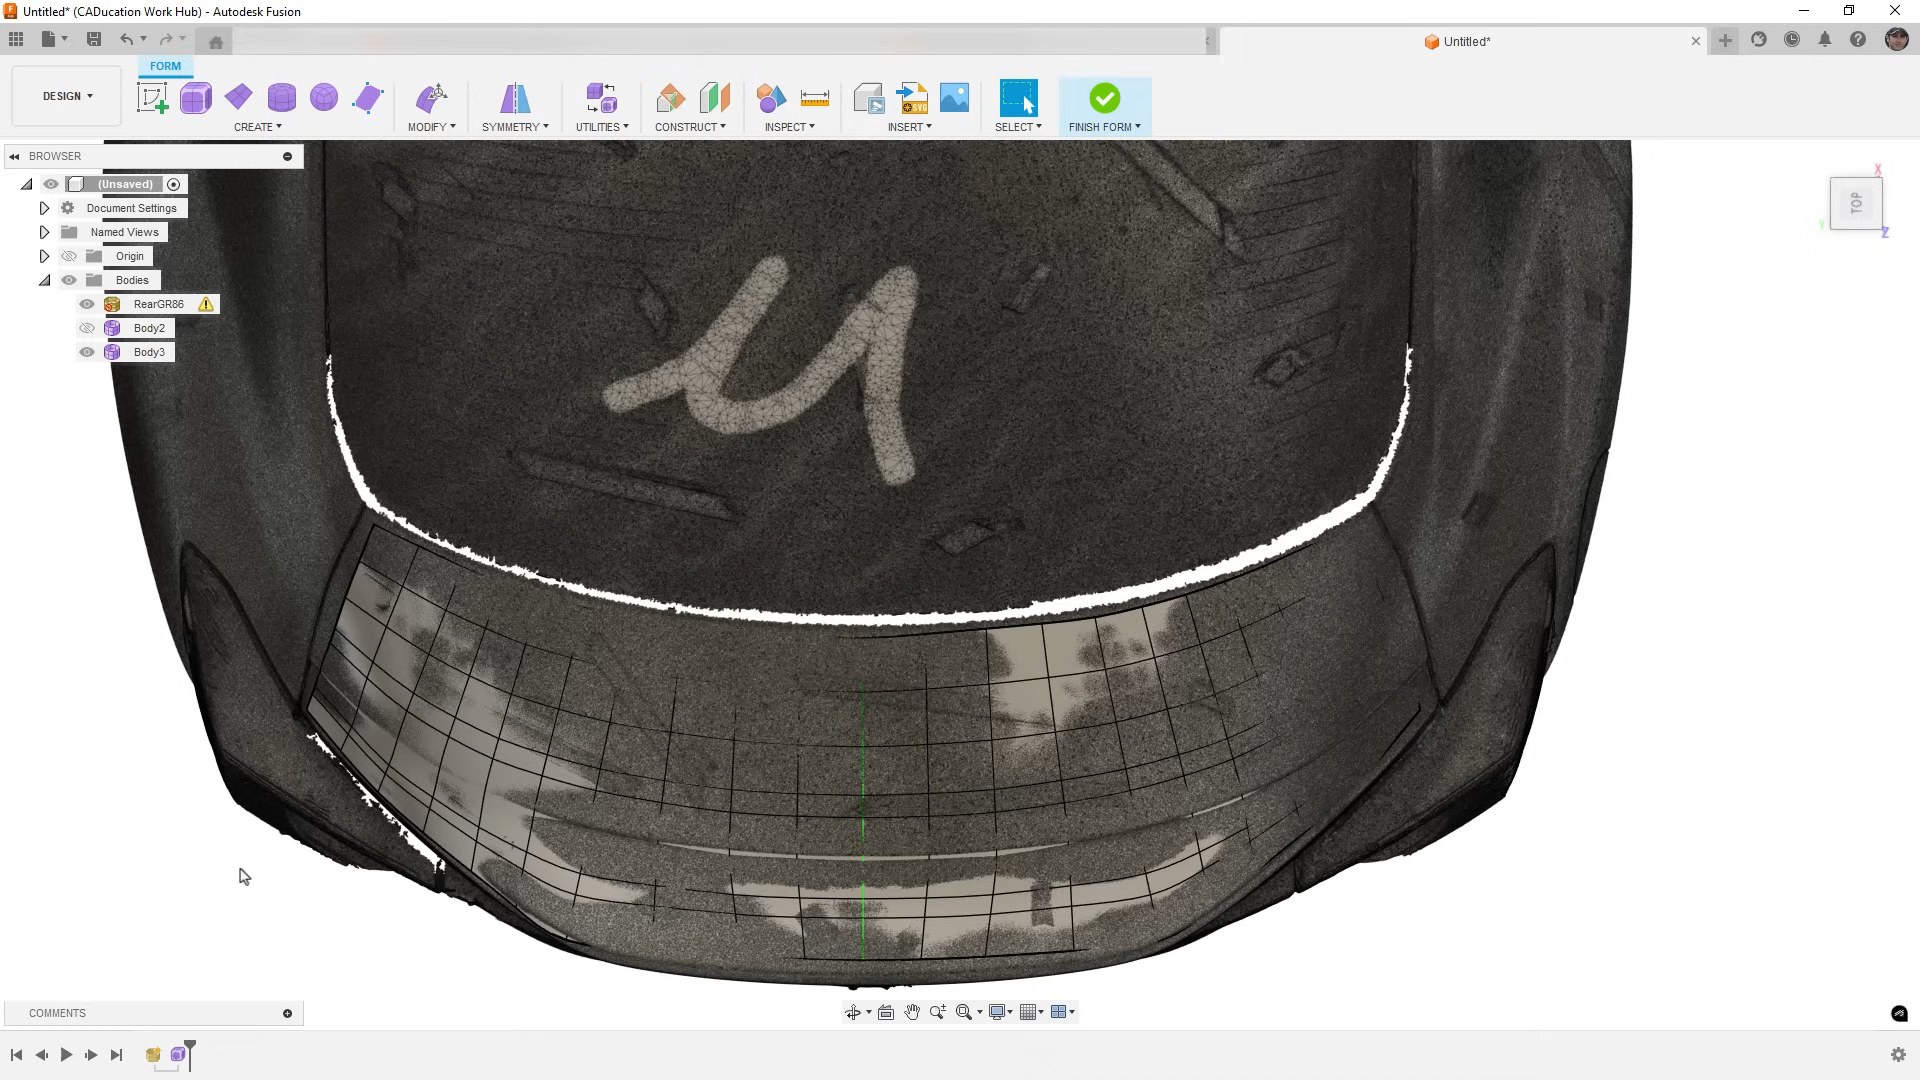 Untitled* (CADucation Work Hub) - Autodesk Fusion
Untitled*
FORM
DESIGN
CREATE
MODIFY
SYMMETRY
UTILITIES
CONSTRUCT
INSPECT
INSERT
SELECT
FINISH FORM
SVG
BROWSER
(Unsaved)
Document Settings
Named Views
Origin
Bodies
RearGR86
Body2
Body3
X
TOP
Y
Z
COMMENTS